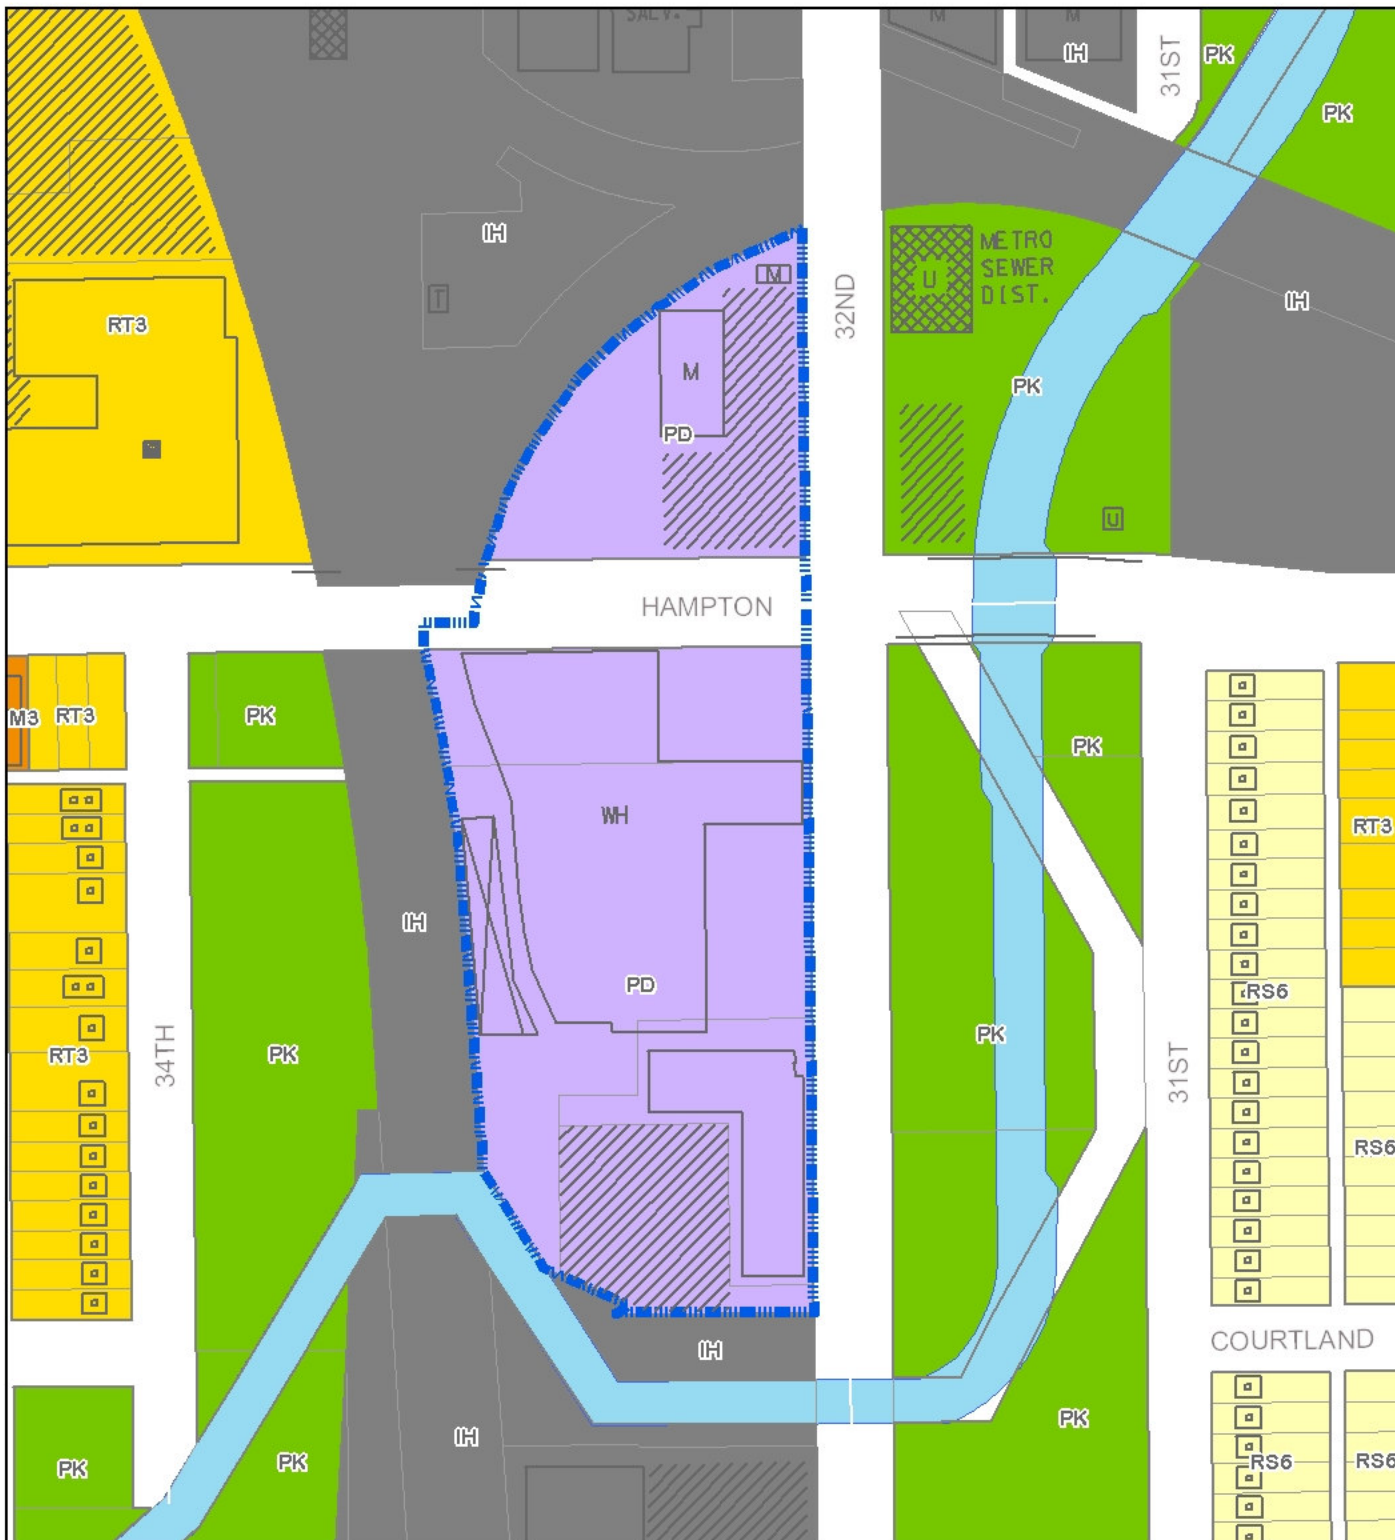 SALV.
M
M
IH
31ST
PK
PK
IH
METRO
SEWER
DIST.
U
M
T
32ND
IH
RT3
M
PK
PD
U
HAMPTON
M3
RT3
PK
PK
WH
RT3
IH
PD
RS6
PK
34TH
RT3
PK
31ST
RS6
COURTLAND
IH
PK
IH
PK
PK
RS6
RS6